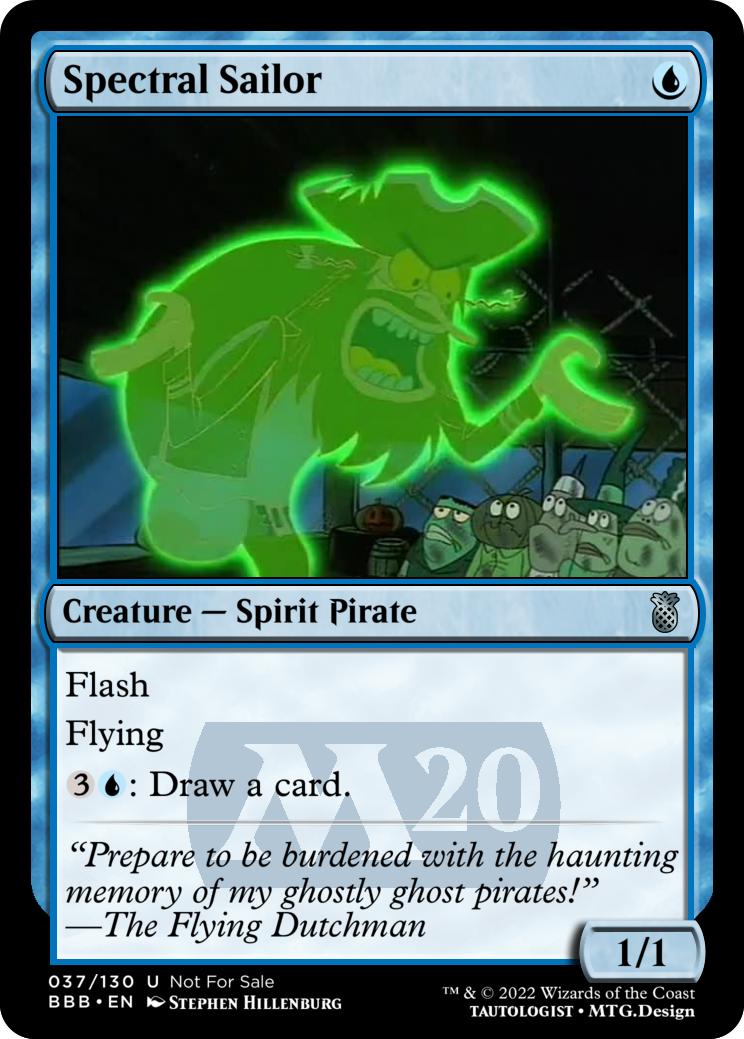 Spectral Sailor
Creature — Spirit Pirate
Flash
Flying
3: Draw a card.
M20
“Prepare to be burdened with the haunting
memory of my ghostly ghost pirates!”
—The Flying Dutchman
1/1
037/130 U Not For Sale
BBB • EN Stephen Hillenburg
™ & © 2022 Wizards of the Coast
TAUTOLOGIST • MTG.Design